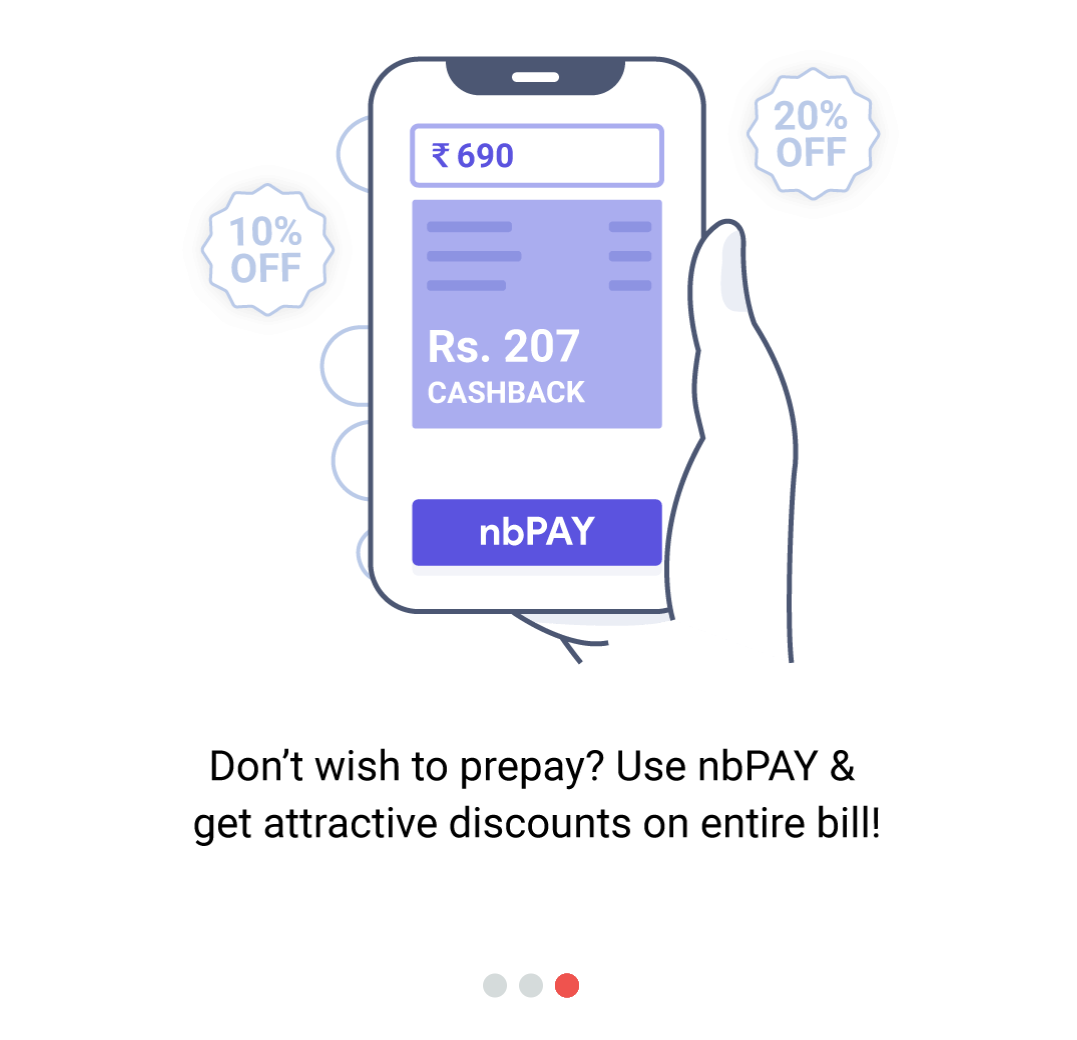 20%
OFF
₹ 690
10%
OFF
Rs. 207
CASHBACK
nbPAY
Don’t wish to prepay? Use nbPAY &
get attractive discounts on entire bill!